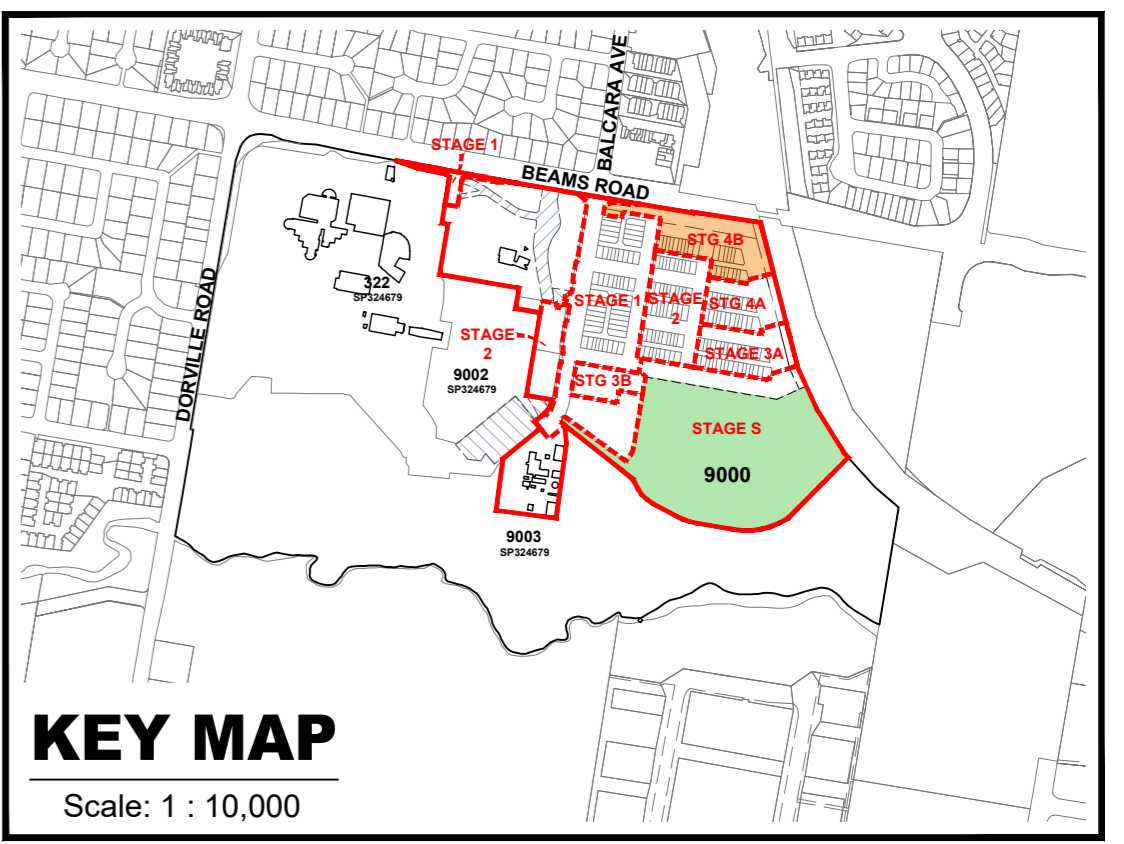 BALCARA AVE
STAGE 1
BEAMS ROAD
STG 4B
322
SP324679
DORVILLE ROAD
STAGE 1
STAGE
2
STG 4A
STAGE
2
STAGE 3A
9002
SP324679
STG 3B
STAGE S
9000
9003
SP324679
KEY MAP
Scale: 1 : 10,000